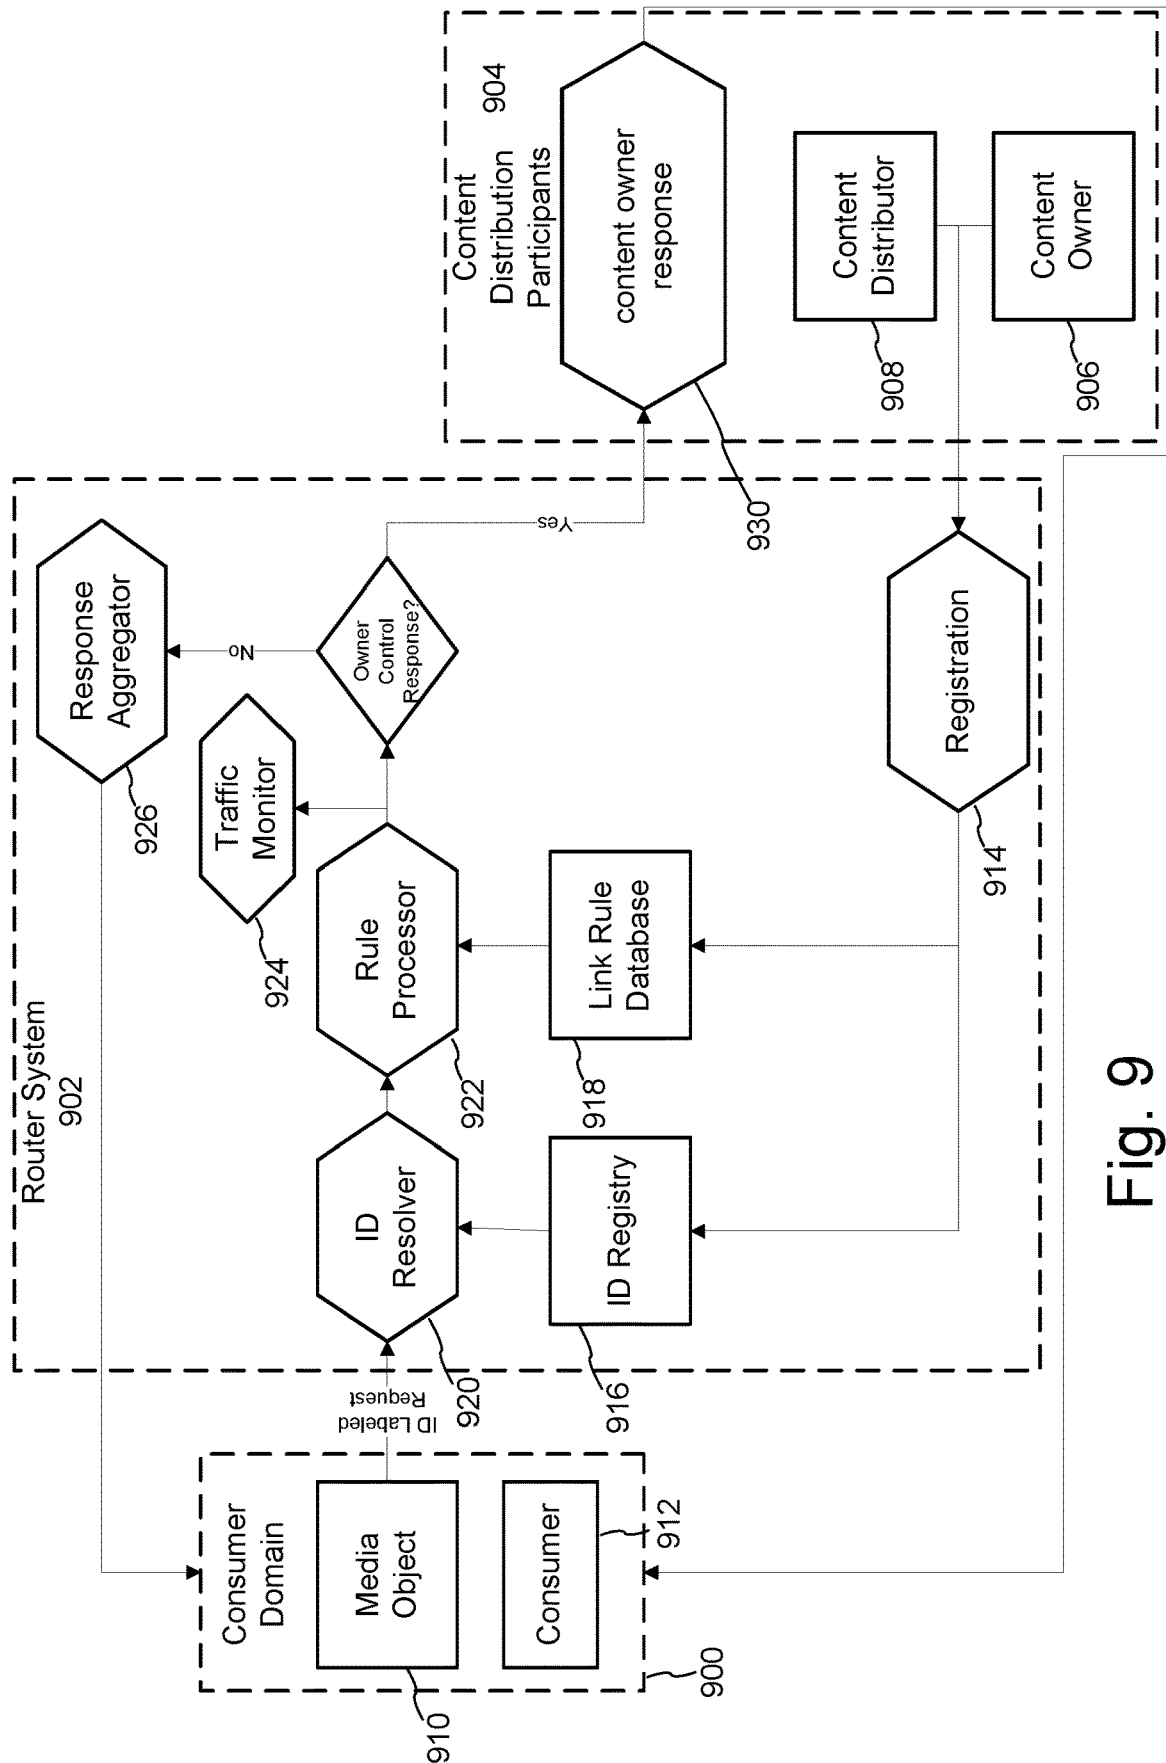 Router System
902
Response
Aggregator
926
Traffic
Monitor
924
Content
Distribution
Participants
904
Consumer
Domain
Media
Object
910
ID Labeled
Request
ID
Resolver
920
Rule
Processor
922
Owner
Control
Response?
No
Yes
content owner
response
930
Consumer
912
900
ID Registry
916
Link Rule
Database
918
Content
Distributor
908
Registration
914
Content
Owner
906
Fig. 9